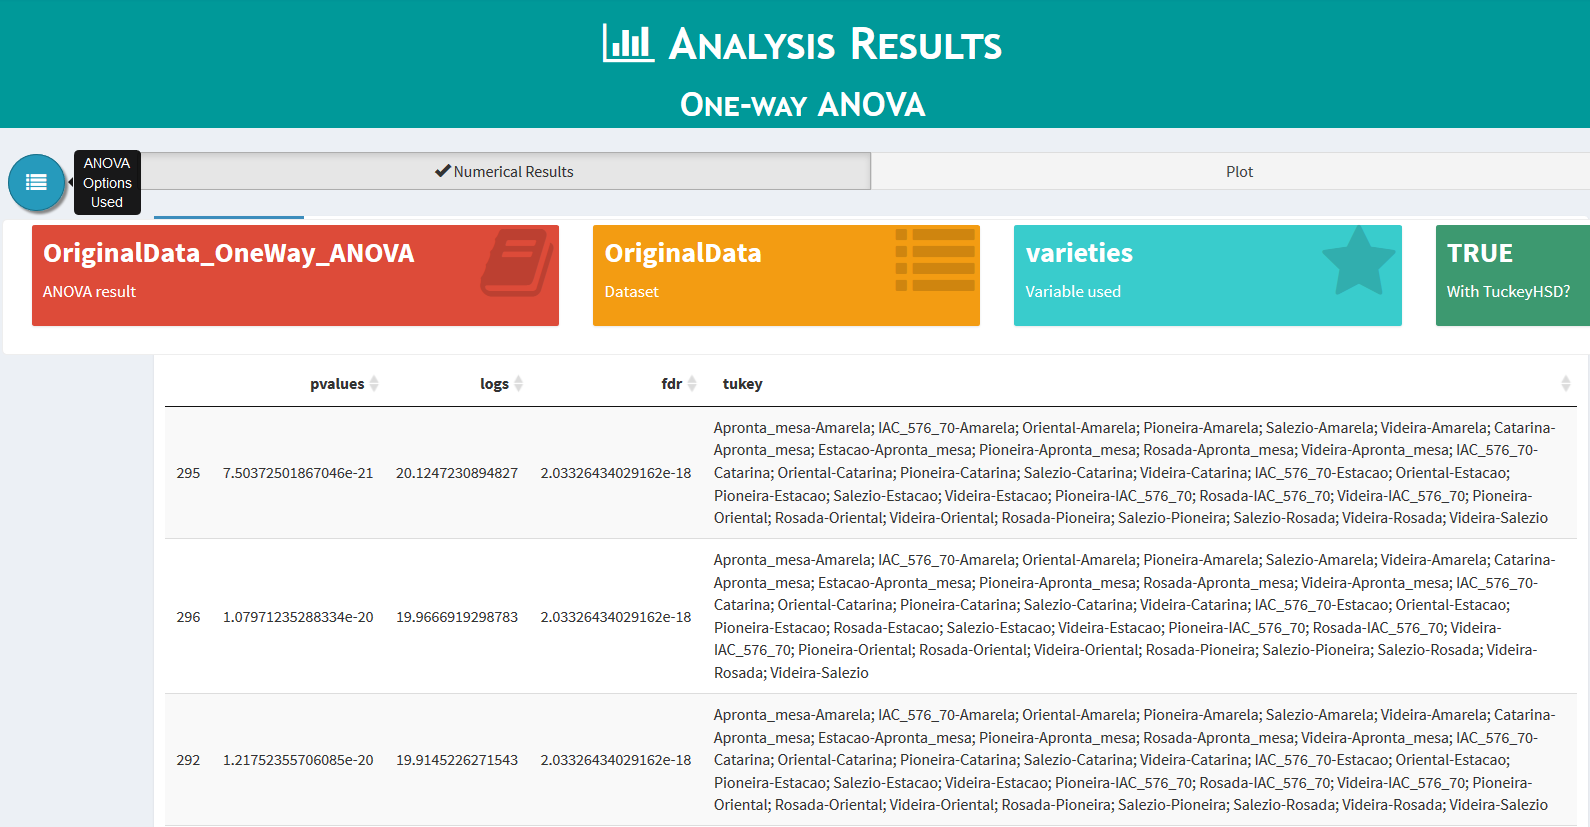 Analysis Results
One-way ANOVA
ANOVA
Options
Used
Numerical Results
Plot
OriginalData_OneWay_ANOVA
ANOVA result
OriginalData
Dataset
varieties
Variable used
TRUE
With TuckeyHSD?
pvalues logs fdr tukey
295 7.50372501867046e-21 20.1247230894827 2.03326434029162e-18
Apronta_mesa-Amarela; IAC_576_70-Amarela; Oriental-Amarela; Pioneira-Amarela; Salezio-Amarela; Videira-Amarela; Catarina-
Apronta_mesa; Estacao-Apronta_mesa; Pioneira-Apronta_mesa; Rosada-Apronta_mesa; Videira-Apronta_mesa; IAC_576_70-
Catarina; Oriental-Catarina; Pioneira-Catarina; Salezio-Catarina; Videira-Catarina; IAC_576_70-Estacao; Oriental-Estacao;
Pioneira-Estacao; Salezio-Estacao; Videira-Estacao; Pioneira-IAC_576_70; Rosada-IAC_576_70; Videira-IAC_576_70; Pioneira-
Oriental; Rosada-Oriental; Videira-Oriental; Rosada-Pioneira; Salezio-Pioneira; Salezio-Rosada; Videira-Rosada; Videira-Salezio
296 1.07971235288334e-20 19.9666919298783 2.03326434029162e-18
Apronta_mesa-Amarela; IAC_576_70-Amarela; Oriental-Amarela; Pioneira-Amarela; Salezio-Amarela; Videira-Amarela; Catarina-
Apronta_mesa; Estacao-Apronta_mesa; Pioneira-Apronta_mesa; Rosada-Apronta_mesa; Videira-Apronta_mesa; IAC_576_70-
Catarina; Oriental-Catarina; Pioneira-Catarina; Salezio-Catarina; Videira-Catarina; IAC_576_70-Estacao; Oriental-Estacao;
Pioneira-Estacao; Rosada-Estacao; Salezio-Estacao; Videira-Estacao; Pioneira-IAC_576_70; Rosada-IAC_576_70; Videira-
IAC_576_70; Pioneira-Oriental; Rosada-Oriental; Videira-Oriental; Rosada-Pioneira; Salezio-Pioneira; Salezio-Rosada; Videira-
Rosada; Videira-Salezio
292 1.21752355706085e-20 19.9145226271543 2.03326434029162e-18
Apronta_mesa-Amarela; IAC_576_70-Amarela; Oriental-Amarela; Pioneira-Amarela; Salezio-Amarela; Videira-Amarela; Catarina-
Apronta_mesa; Estacao-Apronta_mesa; Pioneira-Apronta_mesa; Rosada-Apronta_mesa; Videira-Apronta_mesa; IAC_576_70-
Catarina; Oriental-Catarina; Pioneira-Catarina; Salezio-Catarina; Videira-Catarina; IAC_576_70-Estacao; Oriental-Estacao;
Pioneira-Estacao; Salezio-Estacao; Videira-Estacao; Pioneira-IAC_576_70; Rosada-IAC_576_70; Videira-IAC_576_70; Pioneira-
Oriental; Rosada-Oriental; Videira-Oriental; Rosada-Pioneira; Salezio-Pioneira; Salezio-Rosada; Videira-Rosada; Videira-Salezio